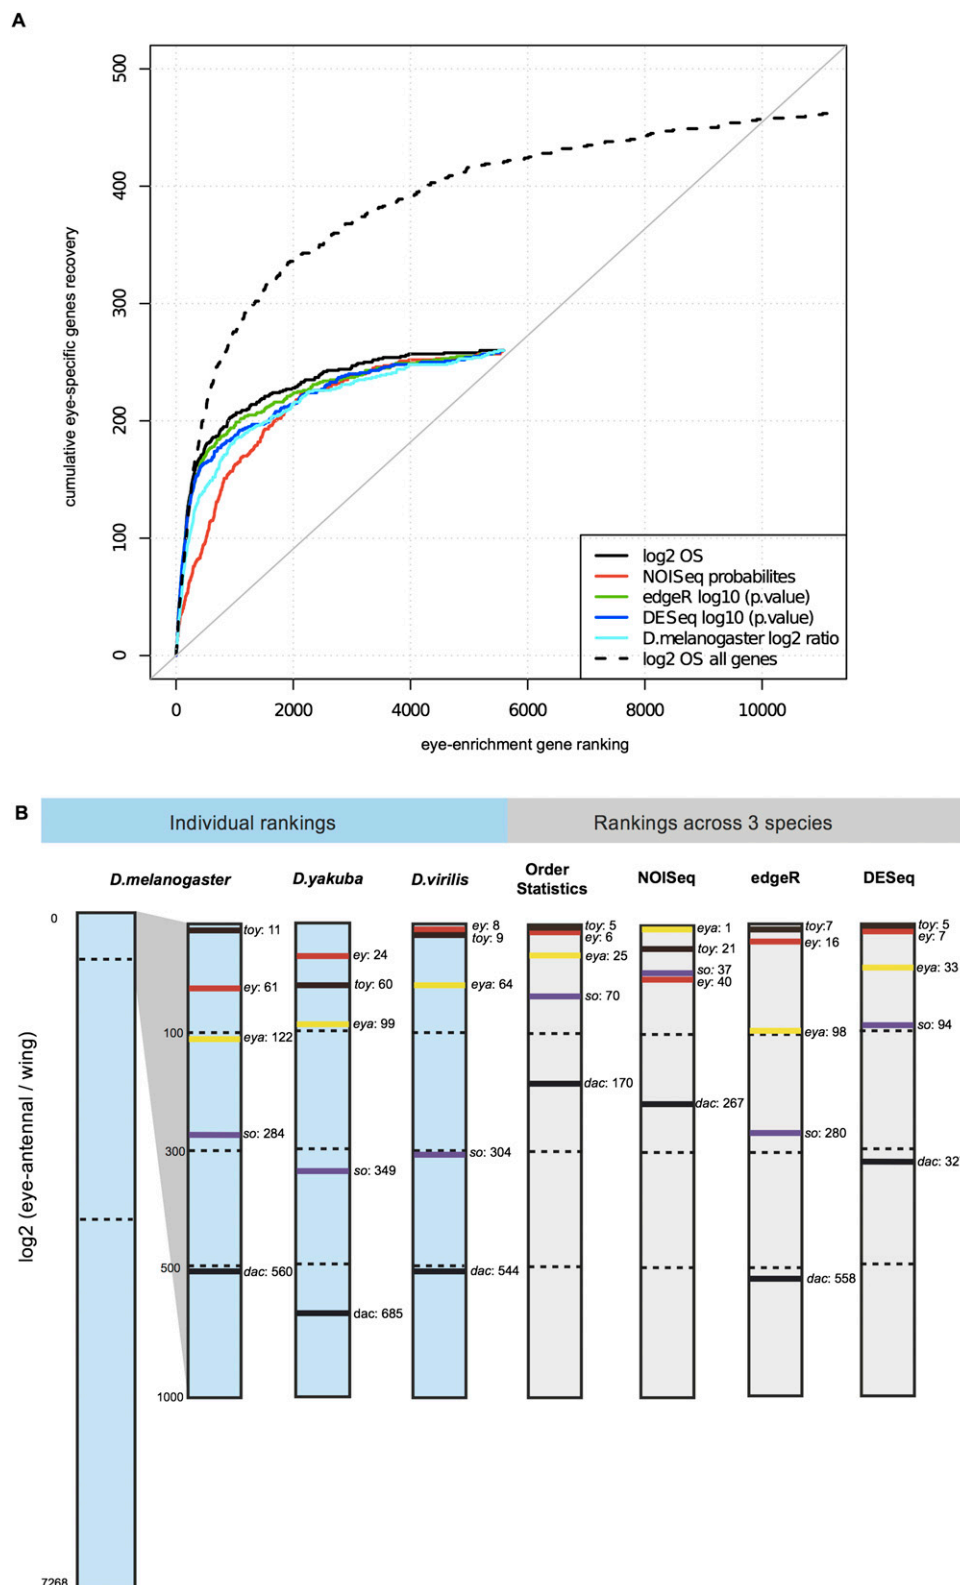 A
500
400
300
200
100
0
cumulative eye-specific genes recovery
log2 OS
NOISeq probabilites
edgeR log10 (p.value)
DESeq log10 (p.value)
D.melanogaster log2 ratio
log2 OS all genes
0 2000 4000 6000 8000 10000
eye-enrichment gene ranking
B
Individual rankings
Rankings across 3 species
D.melanogaster
D.yakuba
D.virilis
Order Statistics
NOISeq
edgeR
DESeq
log2 (eye-antennal / wing)
0
7268
100
300
500
1000
toy: 11
ey: 61
eya: 122
so: 284
dac: 560
ey: 24
toy: 60
eya: 99
so: 349
dac: 685
ey: 8
toy: 9
eya: 64
so: 304
dac: 544
toy: 5
ey: 6
eya: 25
so: 70
dac: 170
eya: 1
toy: 21
so: 37
ey: 40
dac: 267
toy:7
ey: 16
eya: 98
so: 280
dac: 558
toy: 5
ey: 7
eya: 33
so: 94
dac: 32